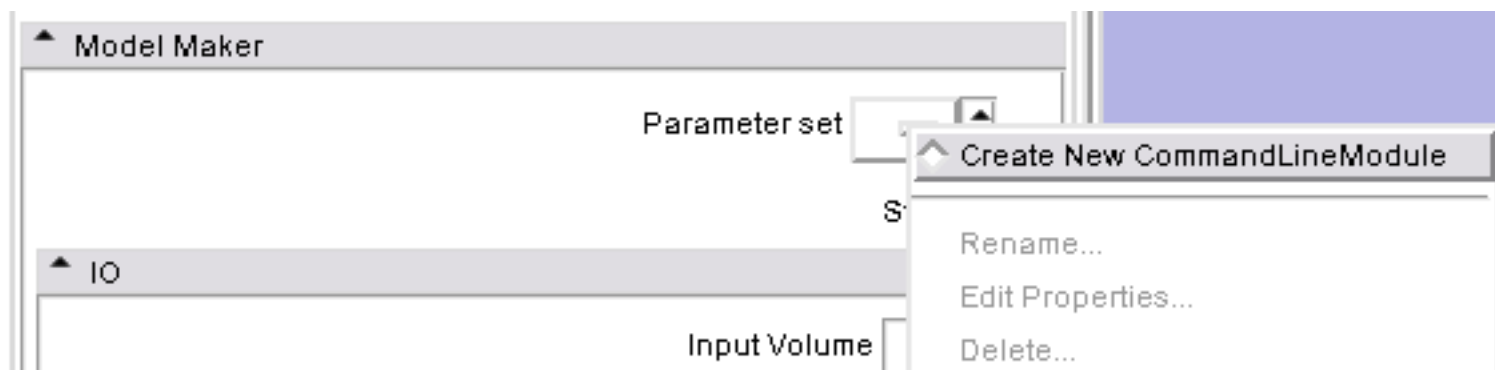 Model Maker
Parameter set
Create New CommandLineModule
Rename...
IO
Edit Properties...
Input Volume
Delete...